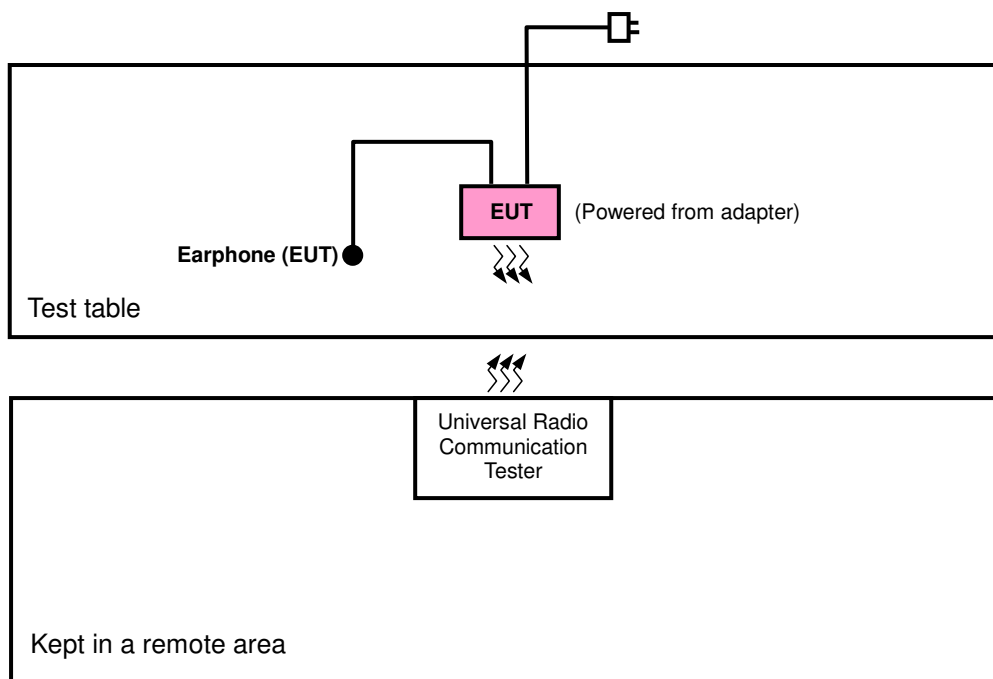 EUT
(Powered from adapter)
Earphone (EUT)
Test table
Universal Radio
Communication
Tester
Kept in a remote area